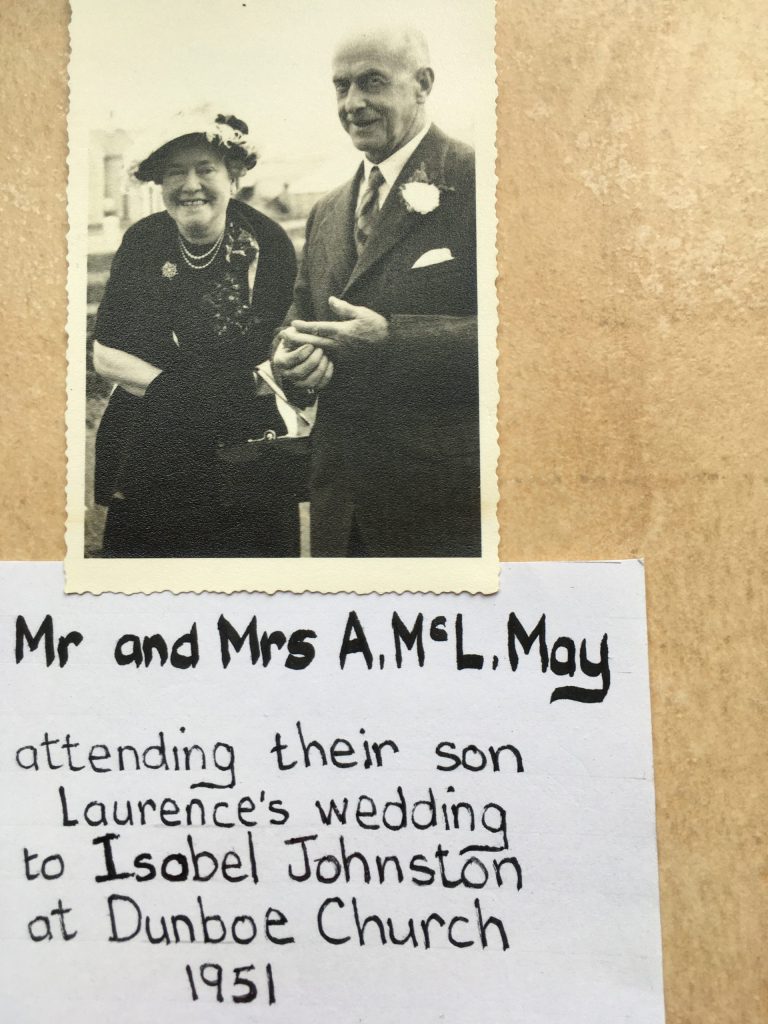 Mr and Mrs A. McL. May
attending their son
Laurence's wedding
to Isobel Johnston
at Dunboe Church
1951